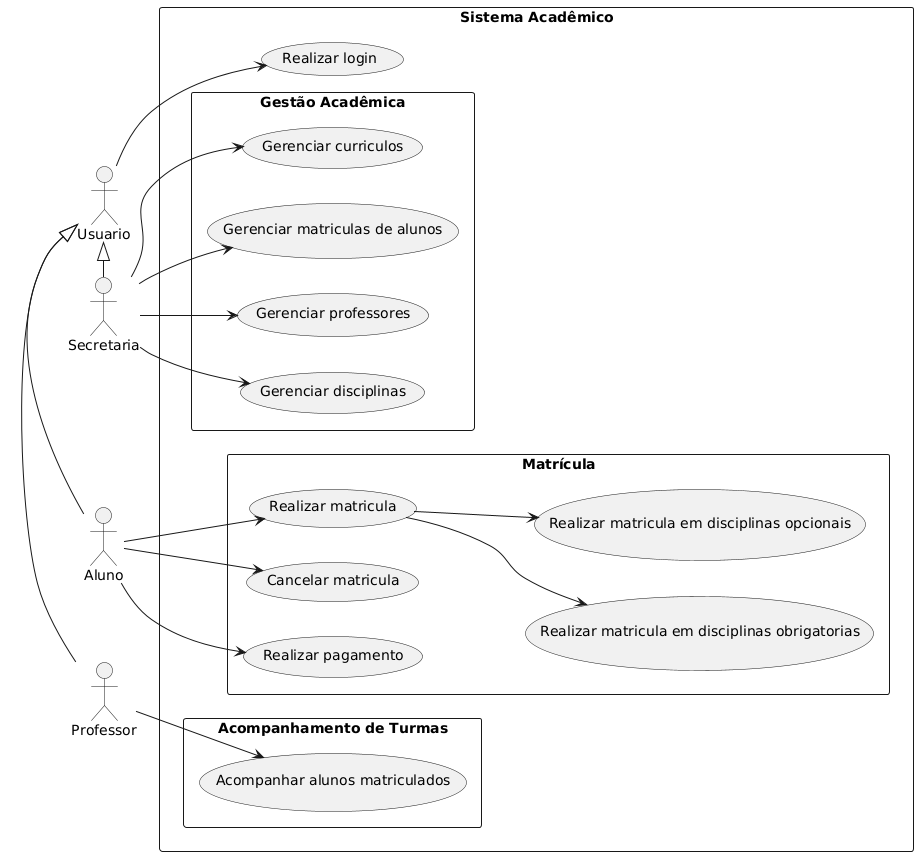 Sistema Acadêmico
Realizar login
Gestão Acadêmica
Gerenciar curriculos
Gerenciar matriculas de alunos
Usuario
Gerenciar professores
Secretaria
Gerenciar disciplinas
Matrícula
Realizar matricula
Realizar matricula em disciplinas opcionais
Aluno
Cancelar matricula
Realizar matricula em disciplinas obrigatorias
Realizar pagamento
Professor
Acompanhamento de Turmas
Acompanhar alunos matriculados